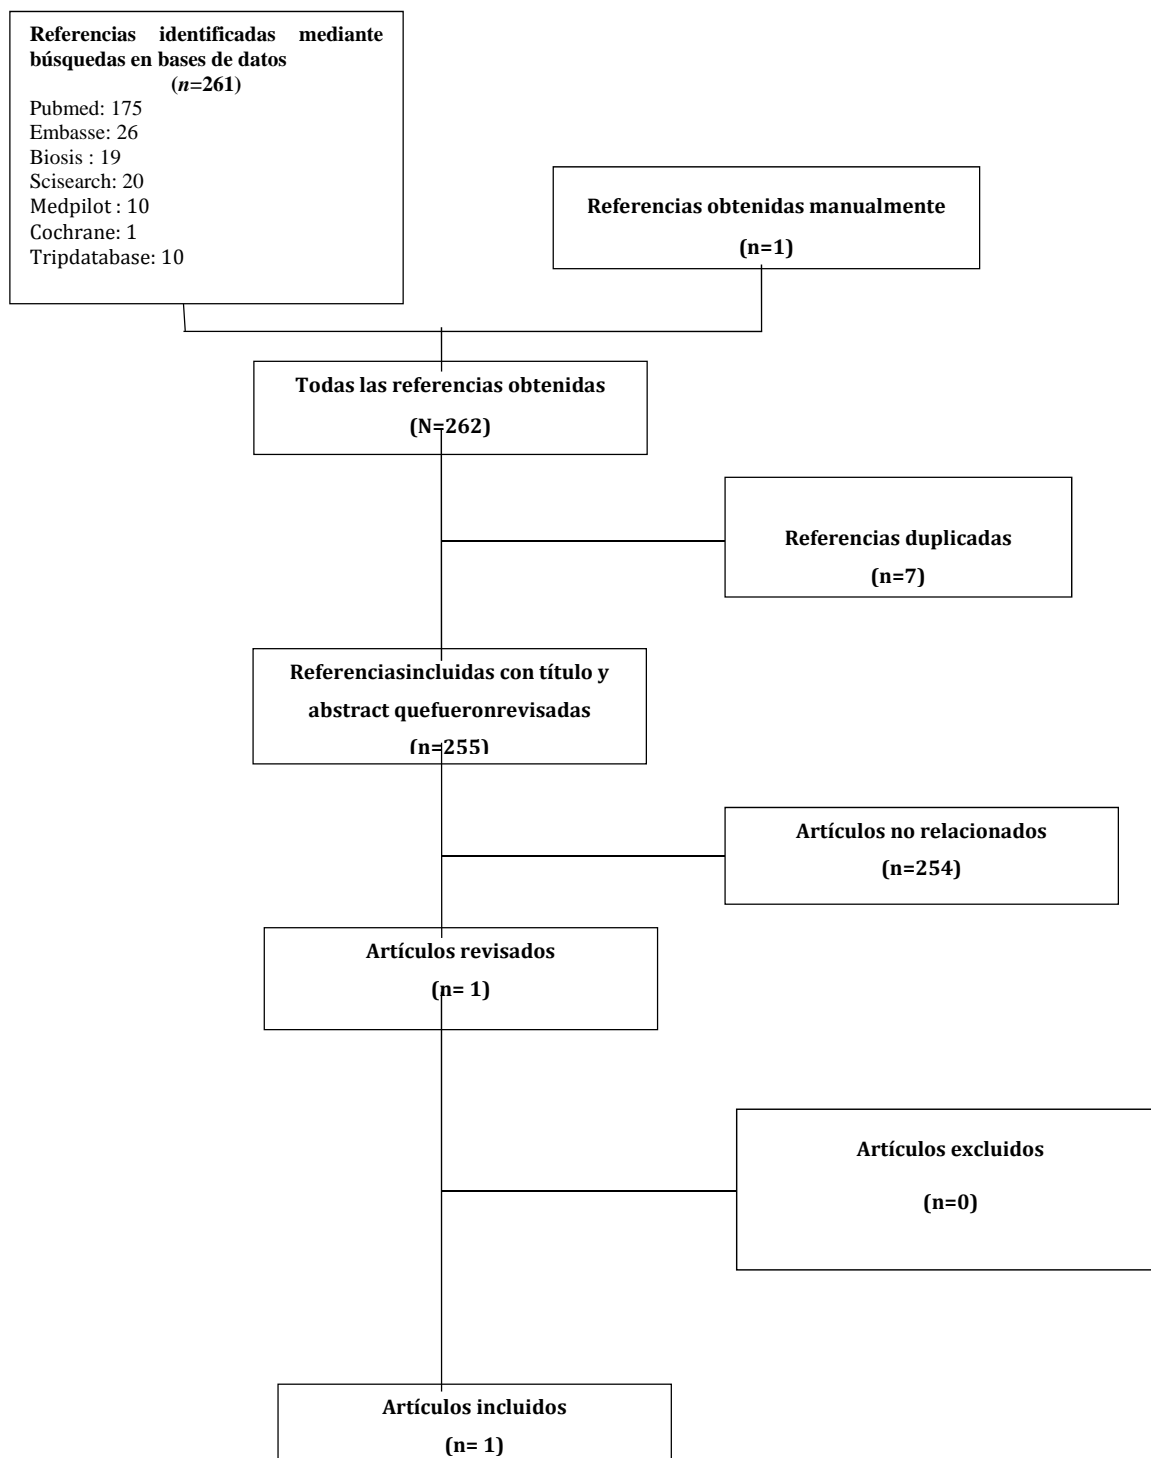 Referencias identificadas mediante
búsquedas en bases de datos
(n=261)
Pubmed: 175
Embasse: 26
Biosis : 19
Scisearch: 20
Medpilot : 10
Cochrane: 1
Tripdatabase: 10
Referencias obtenidas manualmente
(n=1)
Todas las referencias obtenidas
(N=262)
Referencias duplicadas
(n=7)
Referenciasincluidas con título y
abstract quefueronrevisadas
(n=255)
Artículos no relacionados
(n=254)
Artículos revisados
(n= 1)
Artículos excluidos
(n=0)
Artículos incluidos
(n= 1)